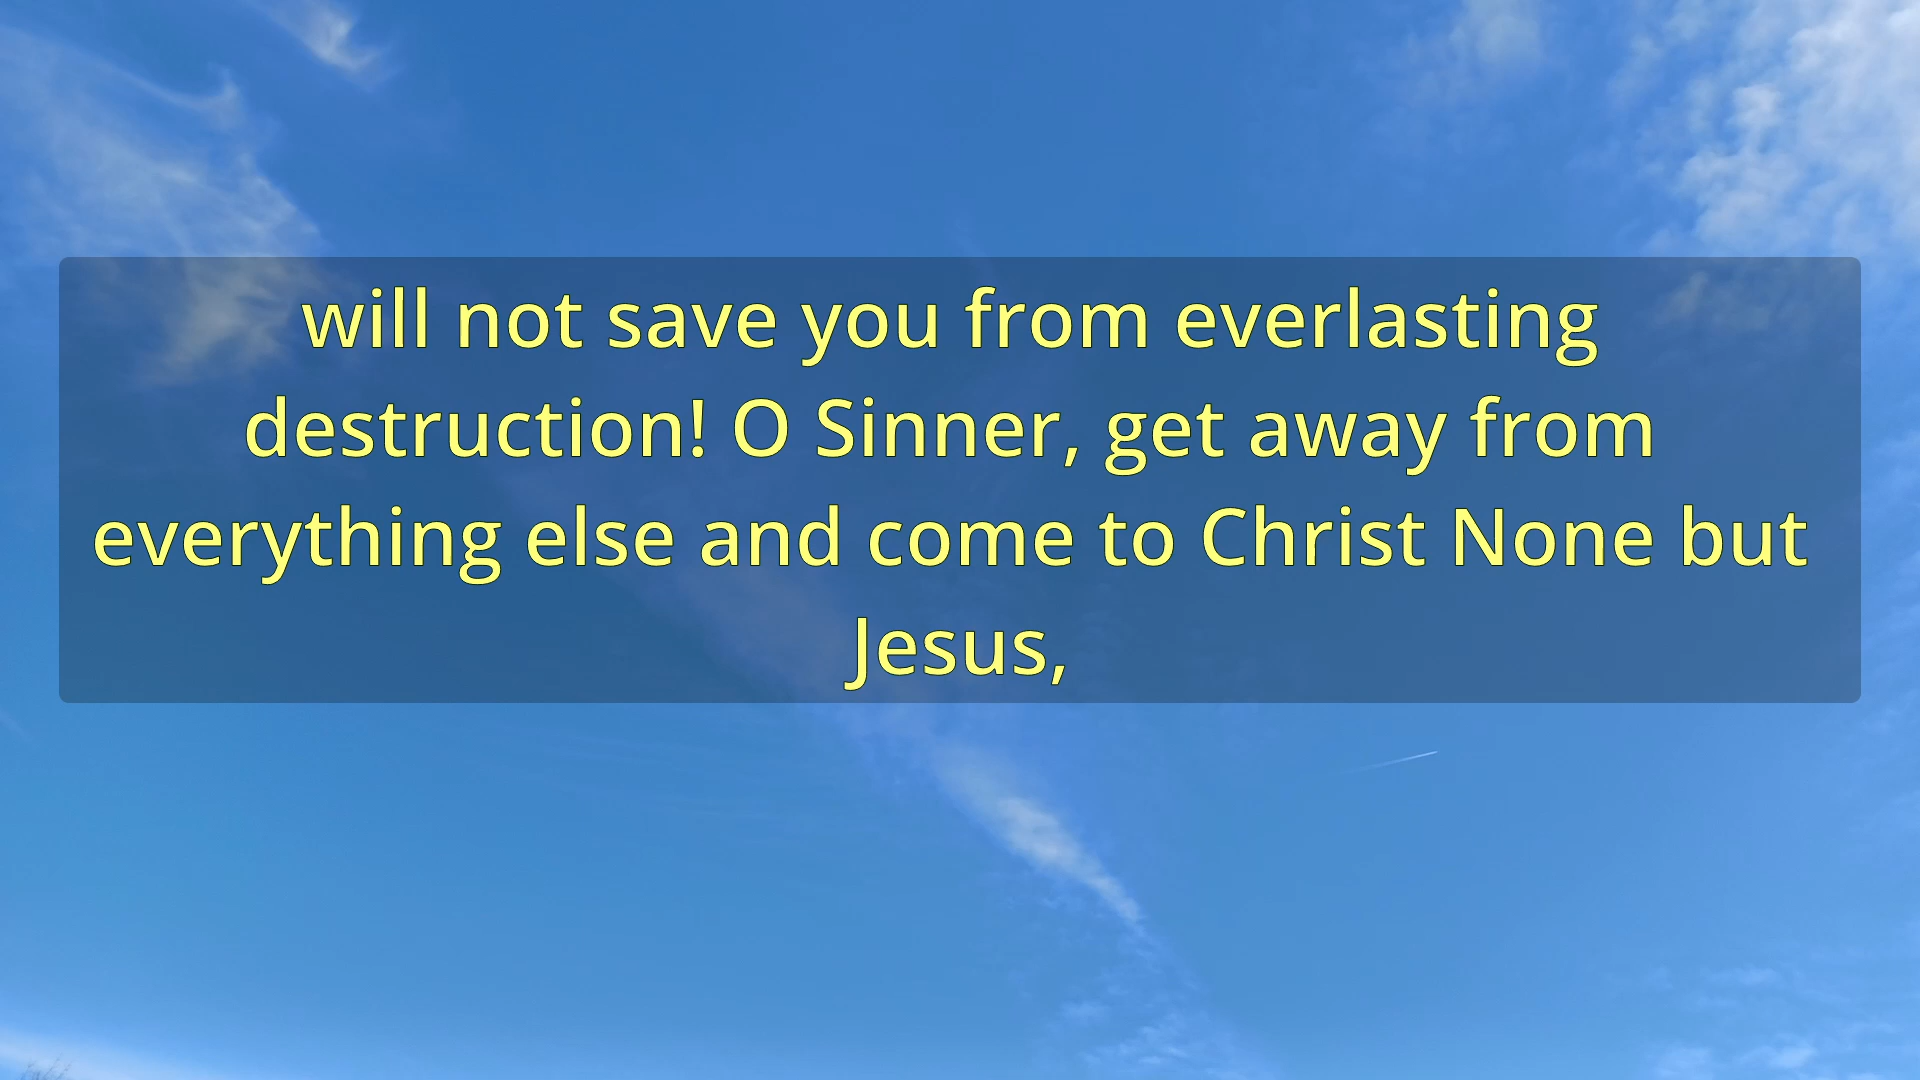 will not save you from everlasting
destruction! O Sinner, get away from
everything else and come to Christ None but
Jesus,